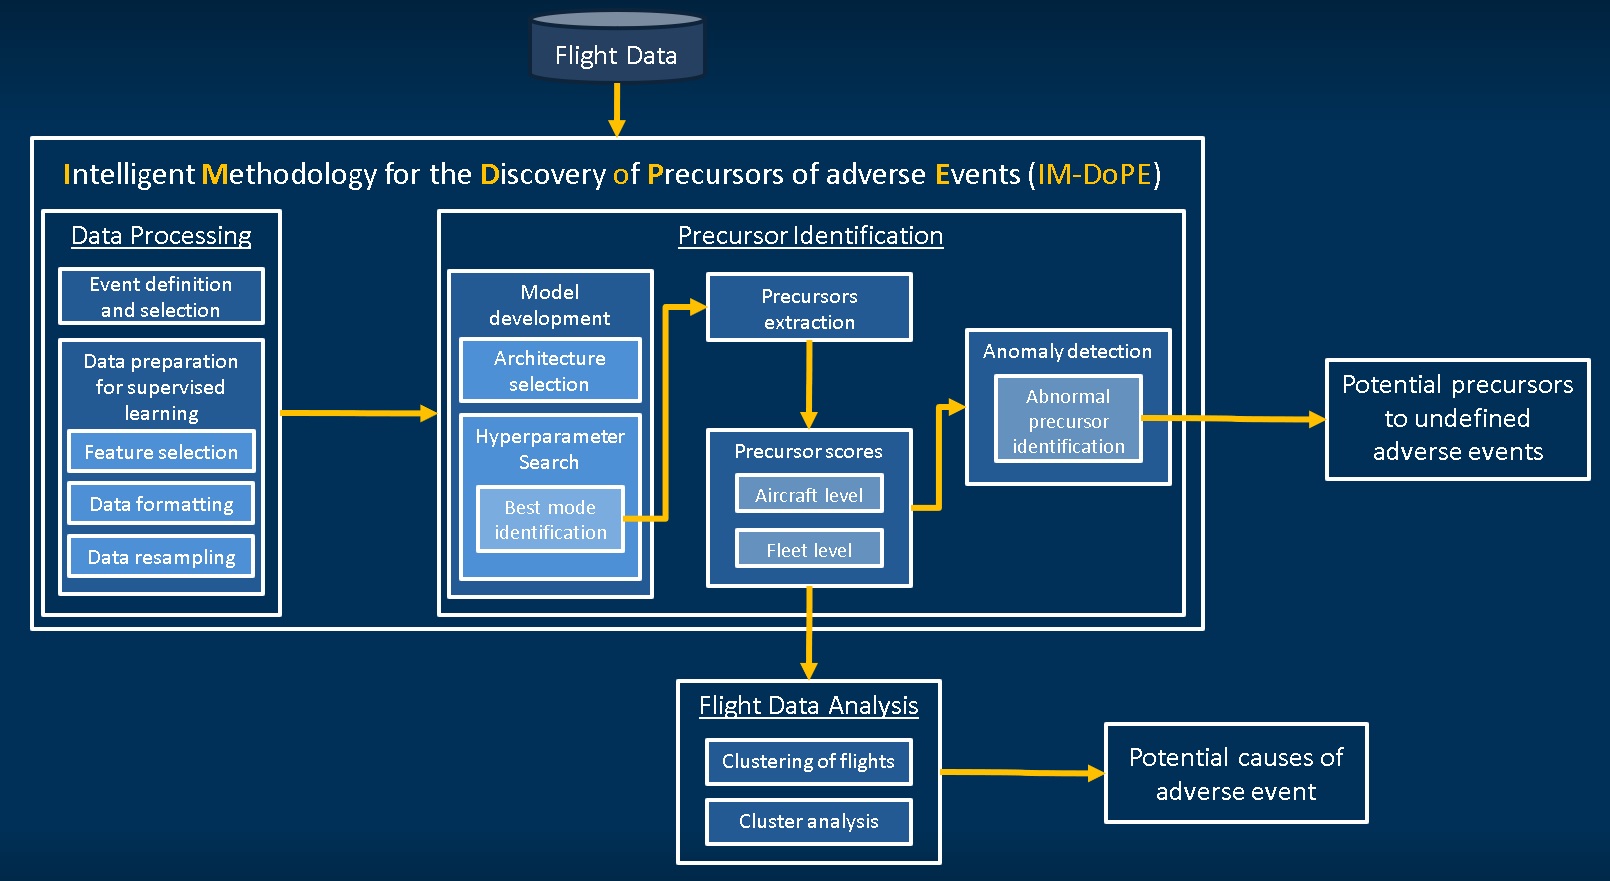 Flight Data
Intelligent Methodology for the Discovery of Precursors of adverse Events (IM-DoPE)
Data Processing
Event definition
and selection
Data preparation
for supervised
learning
Feature selection
Data formatting
Data resampling
Precursor Identification
Model
development
Architecture
selection
Hyperparameter
Search
Best mode
identification
Precursors
extraction
Precursor scores
Aircraft level
Fleet level
Anomaly detection
Abnormal
precursor
identification
Potential precursors
to undefined
adverse events
Flight Data Analysis
Clustering of flights
Cluster analysis
Potential causes of
adverse event